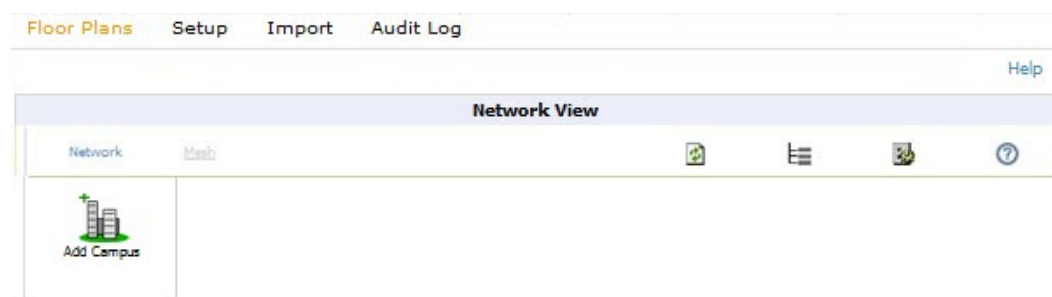 Floor Plans Setup Import Audit Log
Help
Network View
Network Mesh
Add Campus